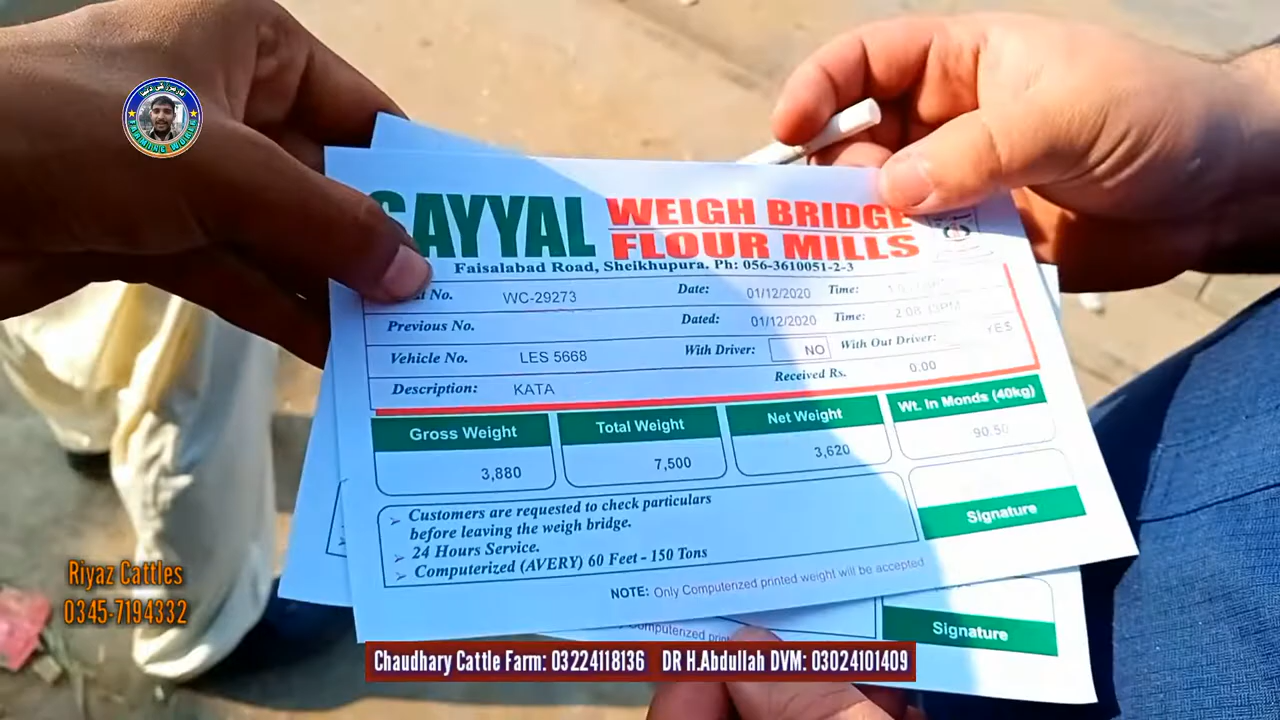 FARMING WORLD
SAYYAL WEIGH BRIDGE
FLOUR MILLS
Faisalabad Road, Sheikhupura. Ph: 056-3610051-2-3
No. WC-29273 Date: 01/12/2020 Time:
Previous No. Dated: 01/12/2020 Time:
Vehicle No. LES 5668 With Driver: NO With Out Driver: YES
Description: KATA Received Rs. 0.00
Gross Weight Total Weight Net Weight Wt. In Monds (40kg)
3,880 7,500 3,620 90.50
Customers are requested to check particulars
before leaving the weigh bridge.
24 Hours Service.
Computerized (AVERY) 60 Feet - 150 Tons
Signature
NOTE: Only Computerized printed weight will be accepted
Signature
Riyaz Cattles
0345-7194332
Chaudhary Cattle Farm: 03224118136 DR H.Abdullah DVM: 03024101409